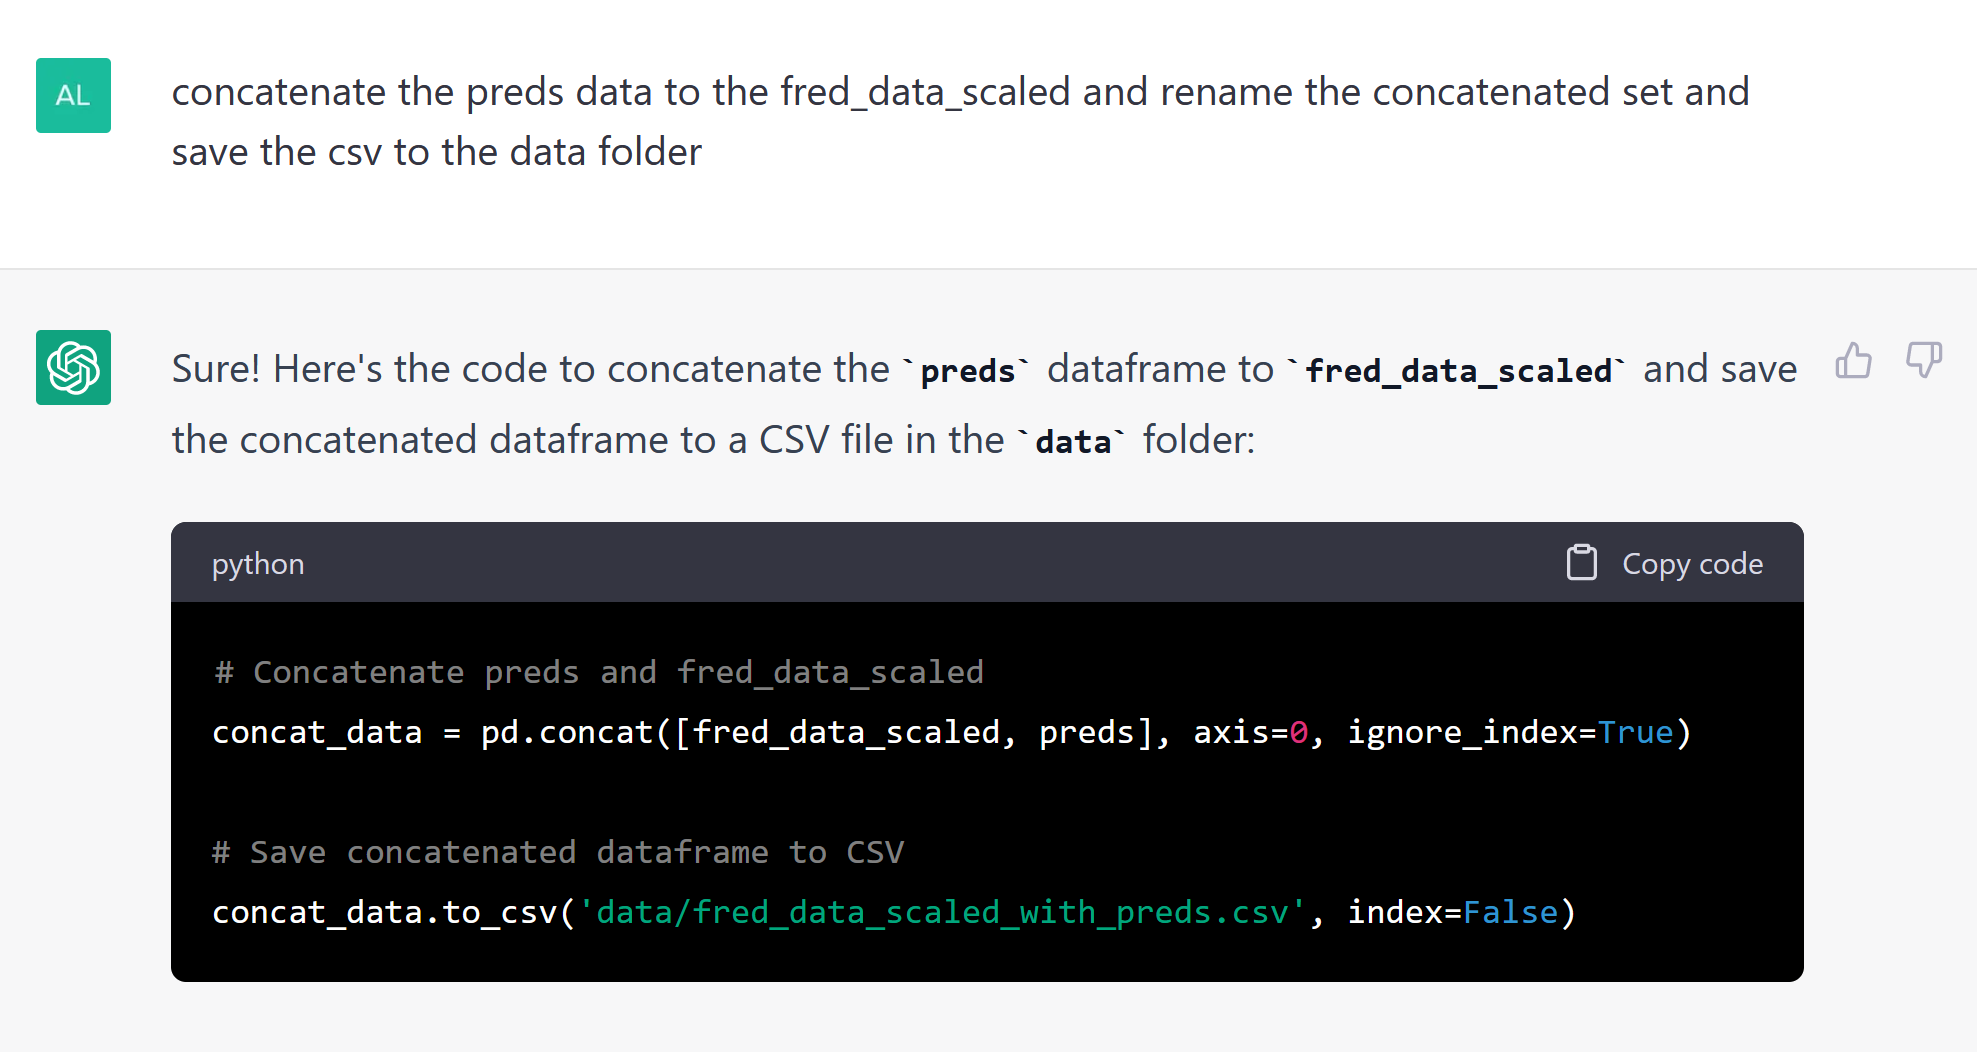 AL
concatenate the preds data to the fred_data_scaled and rename the concatenated set and
save the csv to the data folder
Sure! Here's the code to concatenate the `preds` dataframe to `fred_data_scaled` and save
the concatenated dataframe to a CSV file in the `data` folder:
python
Copy code
# Concatenate preds and fred_data_scaled
concat_data = pd.concat([fred_data_scaled, preds], axis=0, ignore_index=True)
# Save concatenated dataframe to CSV
concat_data.to_csv('data/fred_data_scaled_with_preds.csv', index=False)